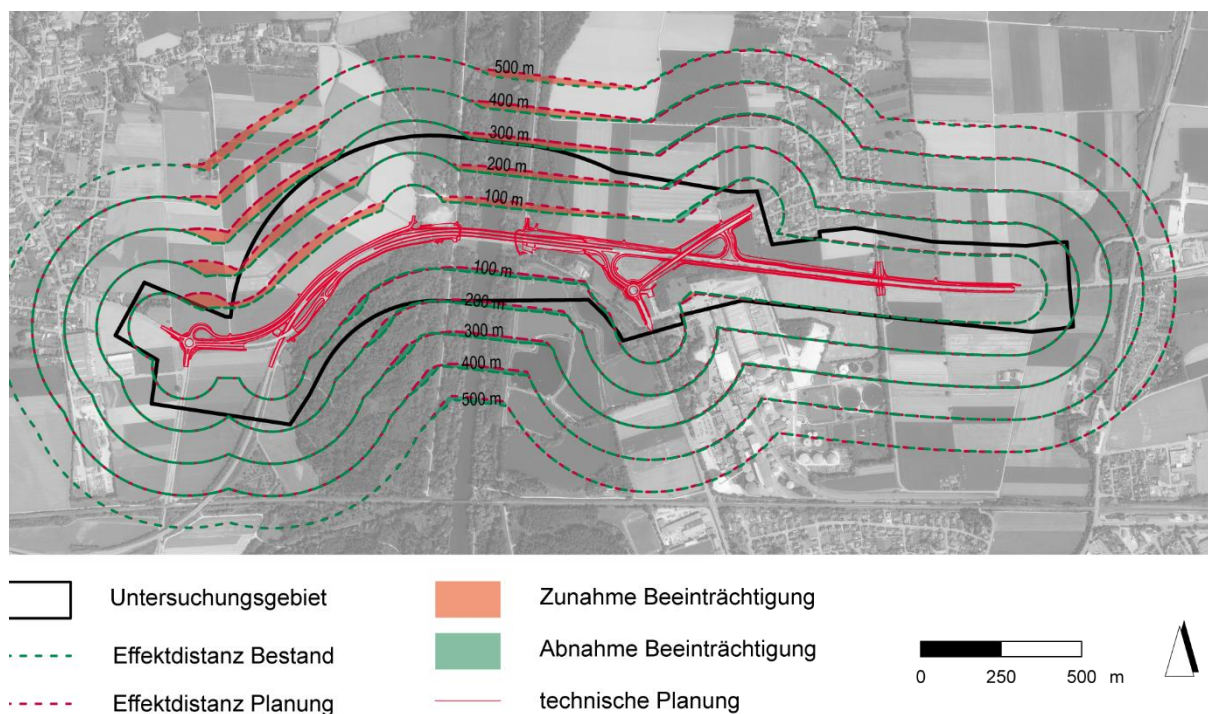 500 m
400 m
300 m
200 m
100 m
100 m
200 m
300 m
400 m
500 m
Untersuchungsgebiet
Effektdistanz Bestand
Effektdistanz Planung
Zunahme Beeinträchtigung
Abnahme Beeinträchtigung
technische Planung
0 250 500 m